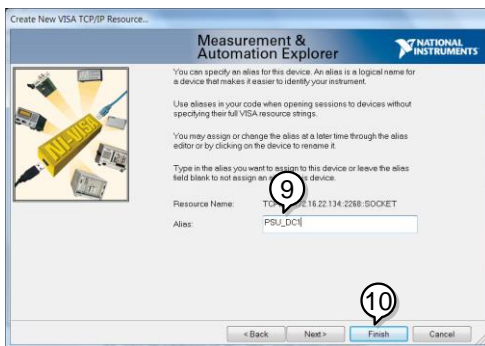 Create New VISA TCP/IP Resource...
Measurement &
Automation Explorer
NATIONAL
INSTRUMENTS
NI-VISA
You can specify an alias for this device. An alias is a logical name for
a device that makes it easier to identify your instrument.
Use aliases in your code when opening sessions to devices without
specifying their full VISA resource strings.
You may assign or change the alias at a later time through the alias
editor or by clicking on the device to rename it.
Type in the alias you want to assign to this device or leave the alias
field blank to not assign an device.
9
Resource Name: 2.16.22.134::2268::SOCKET
Alias: PSU_DC1
10
< Back Next > Finish Cancel